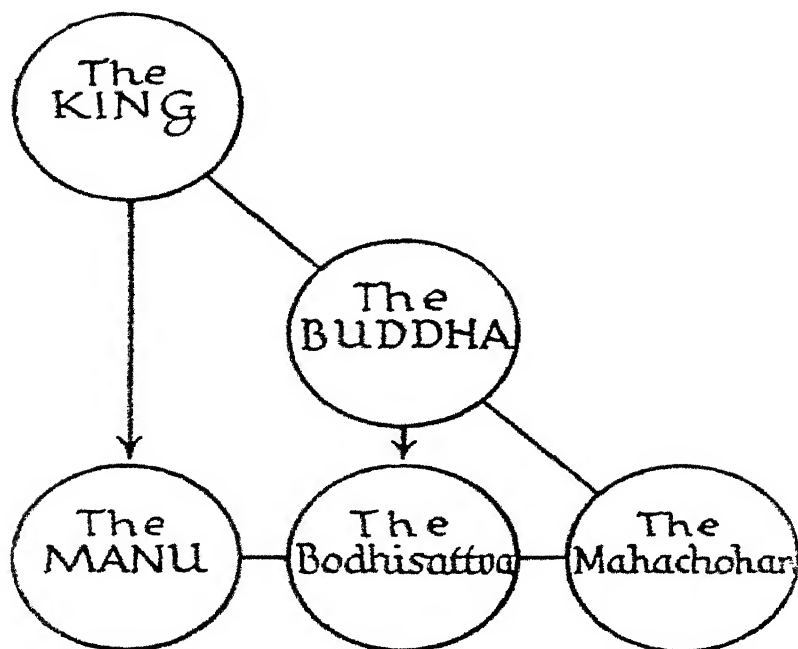 The
KING
The
BUDDHA
The
MANU
The
Bodhisattva
The
Mahachohan